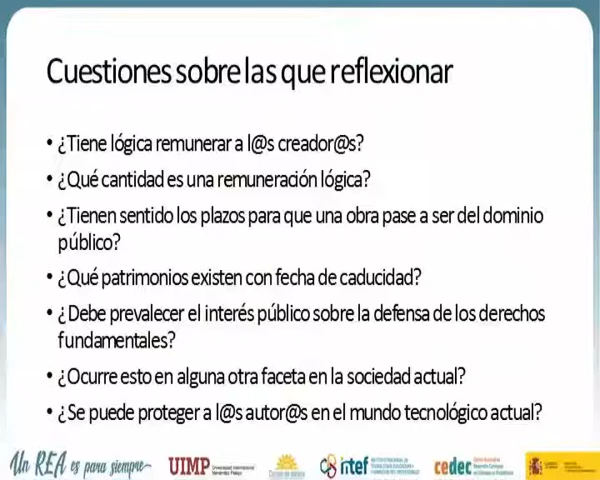 Cuestiones sobre las que reflexionar
• ¿Tiene lógica remunerar a l@s creador@s?
• ¿Qué cantidad es una remuneración lógica?
• ¿Tienen sentido los plazos para que una obra pase a ser del dominio
público?
• ¿Qué patrimonios existen con fecha de caducidad?
• ¿Debe prevalecer el interés público sobre la defensa de los derechos
fundamentales?
• ¿Ocurre esto en alguna otra faceta en la sociedad actual?
• ¿Se puede proteger a l@s autor@s en el mundo tecnológico actual?
Un REA es para siempre
UIMP
intef
cedec